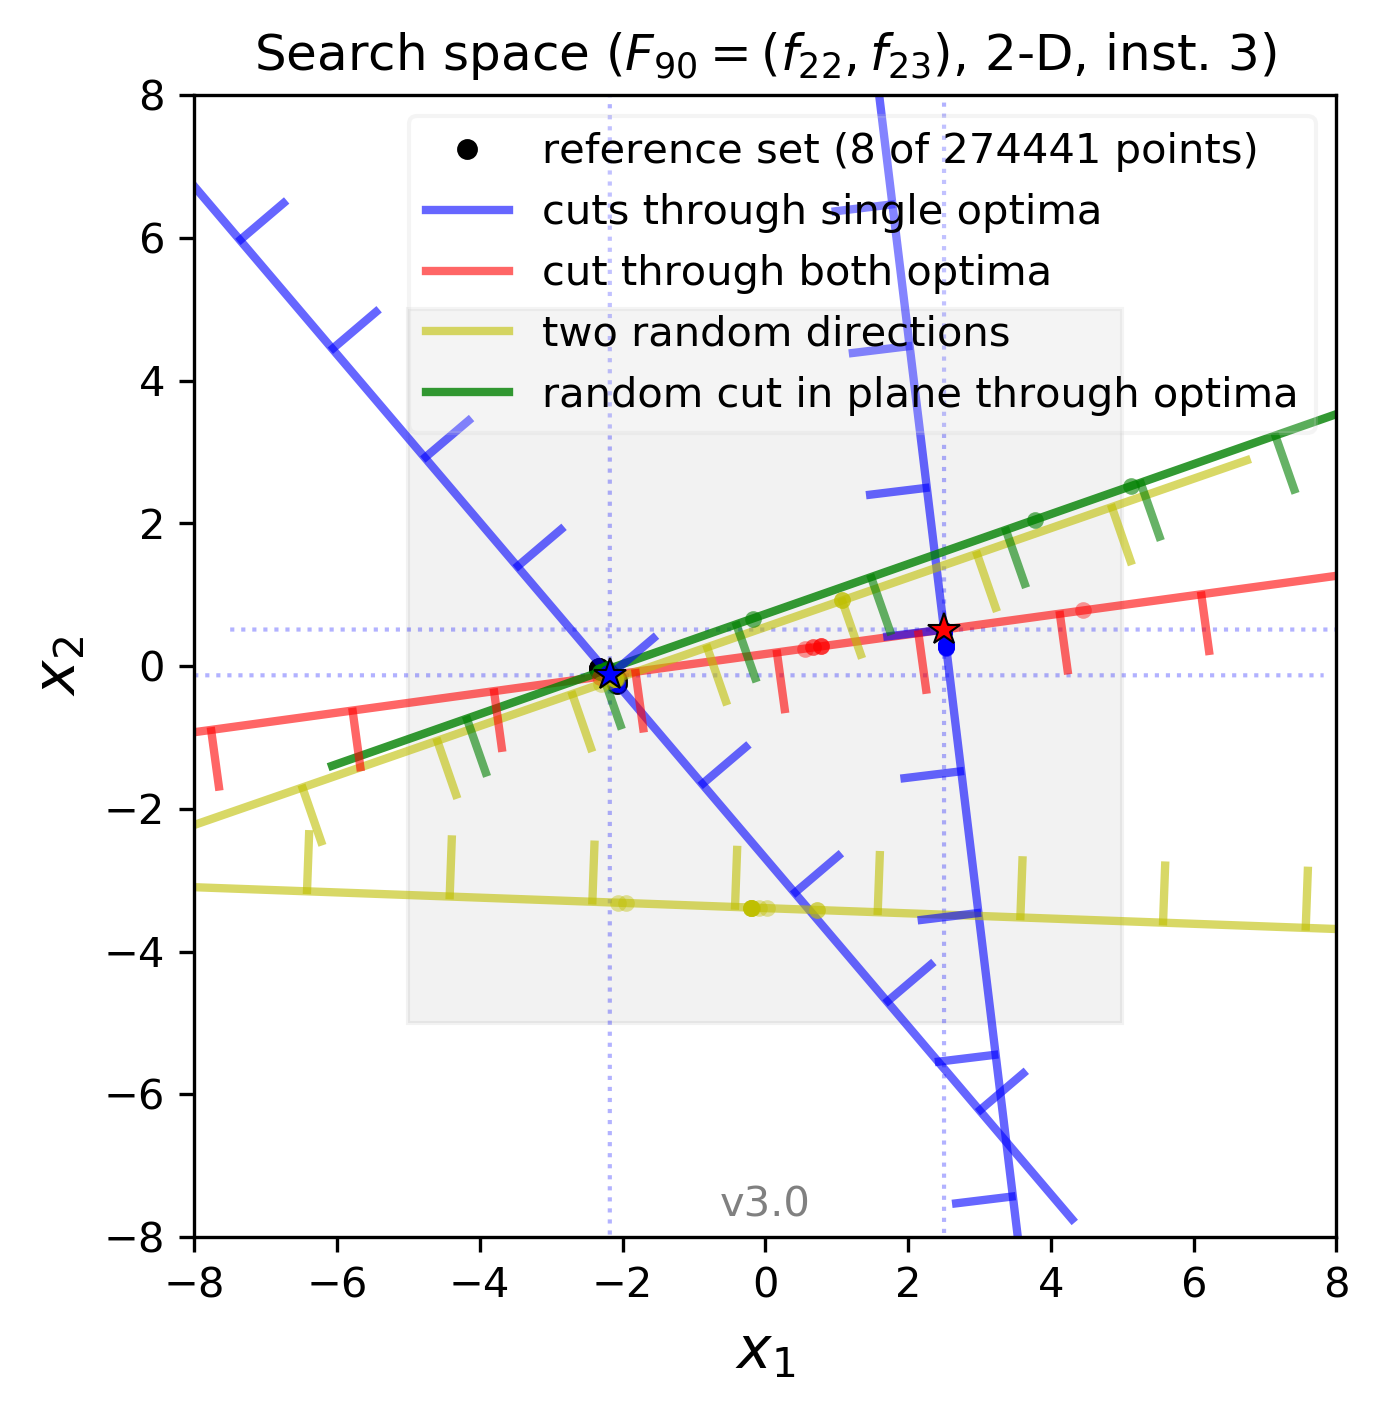 Search space (F₉₀ = (f₂₂, f₂₃), 2-D, inst. 3)
reference set (8 of 274441 points)
cuts through single optima
cut through both optima
two random directions
random cut in plane through optima
8
6
4
2
0
−2
−4
−6
−8
x₂
v3.0
−8 −6 −4 −2 0 2 4 6 8
x₁